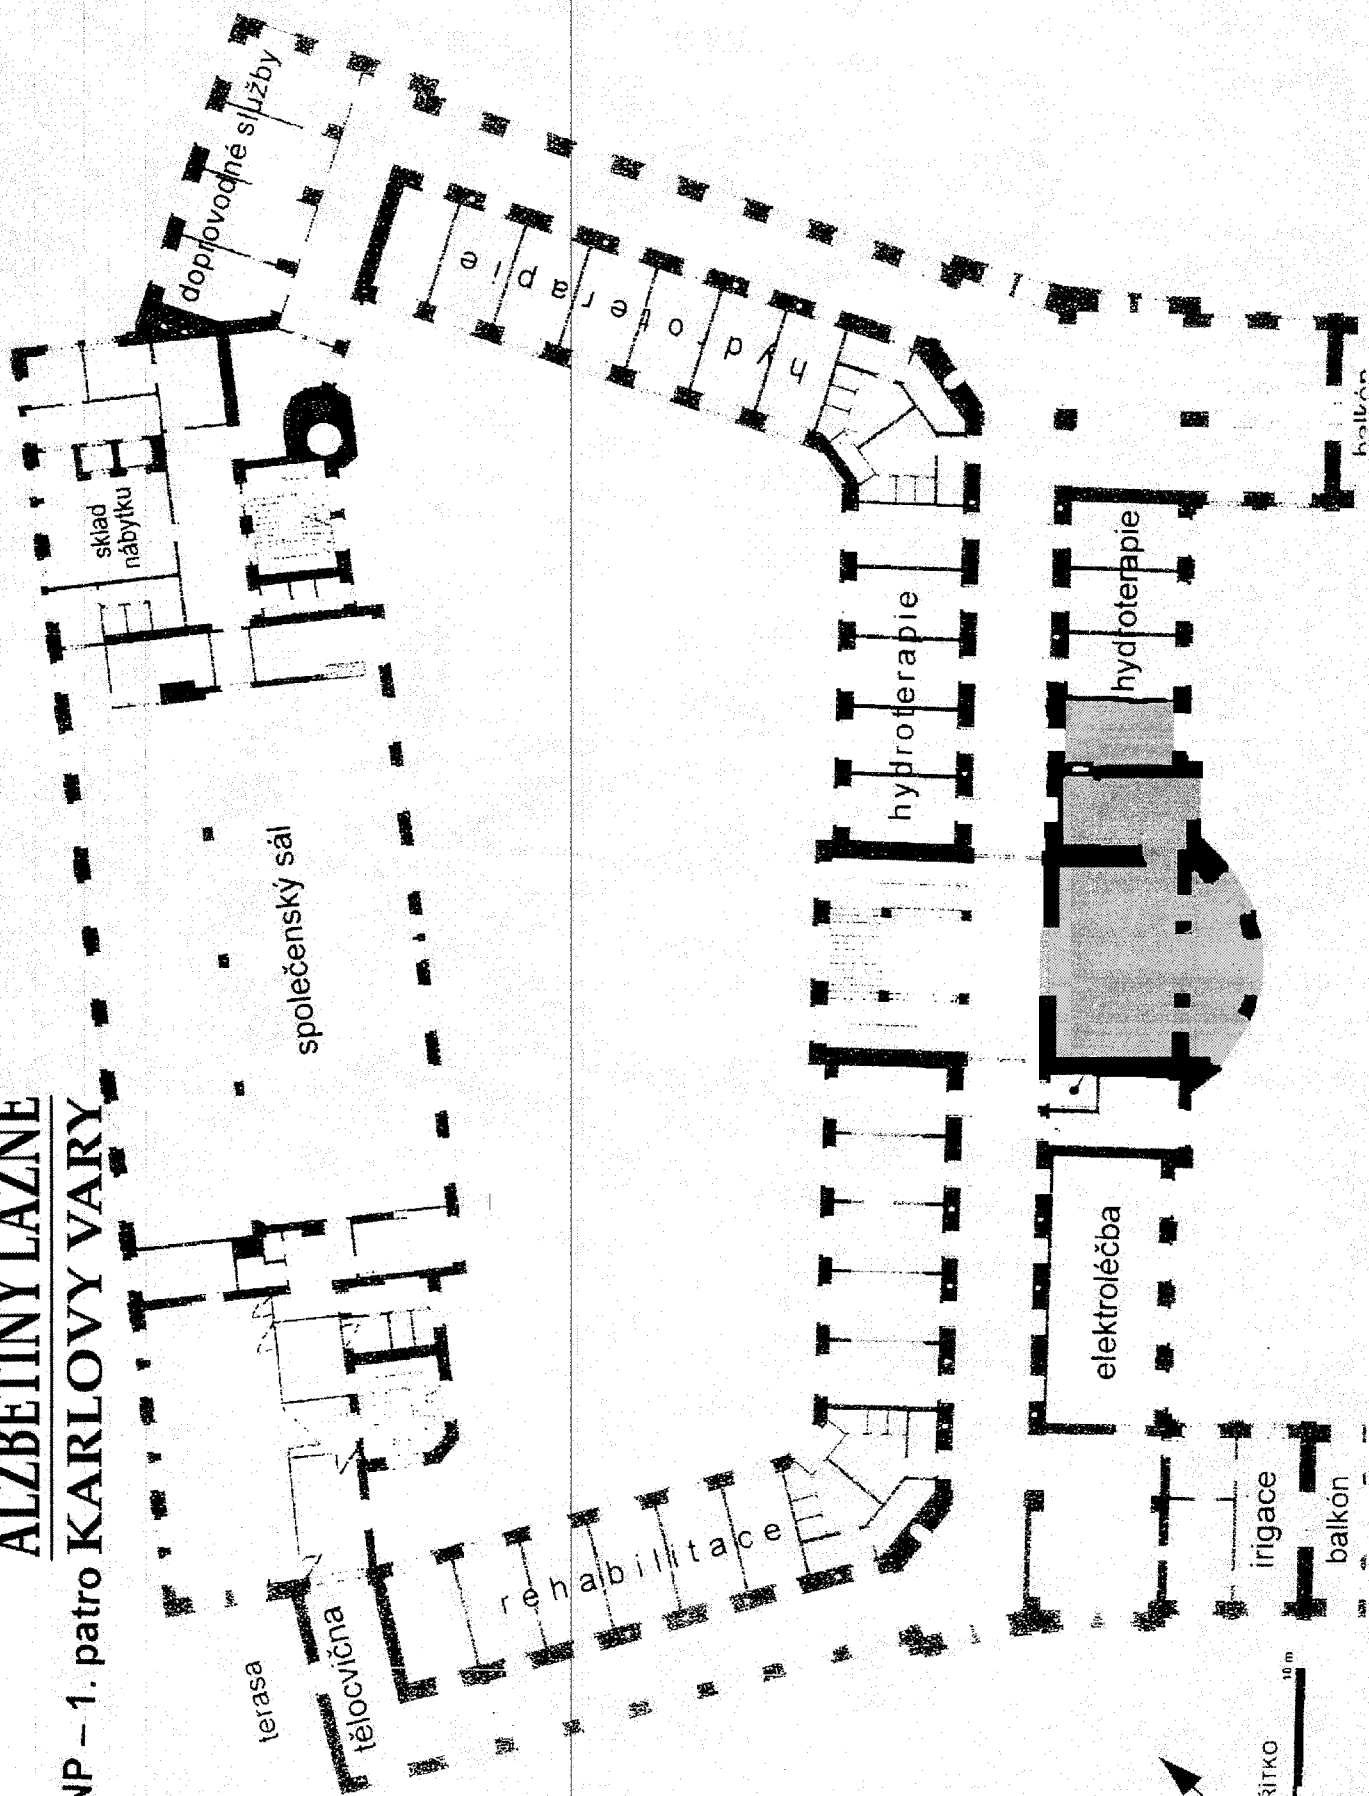 ALŽBĚTINY LÁZNĚ
NP – 1. patro KARLOVY VARY
doprovodné služby
sklad
nábytku
společenský sál
terasa
tělocvična
hydroterapie
hydroterapie
hydroterapie
rehabilitace
elektroléčba
irigace
balkón
balkón
10 m